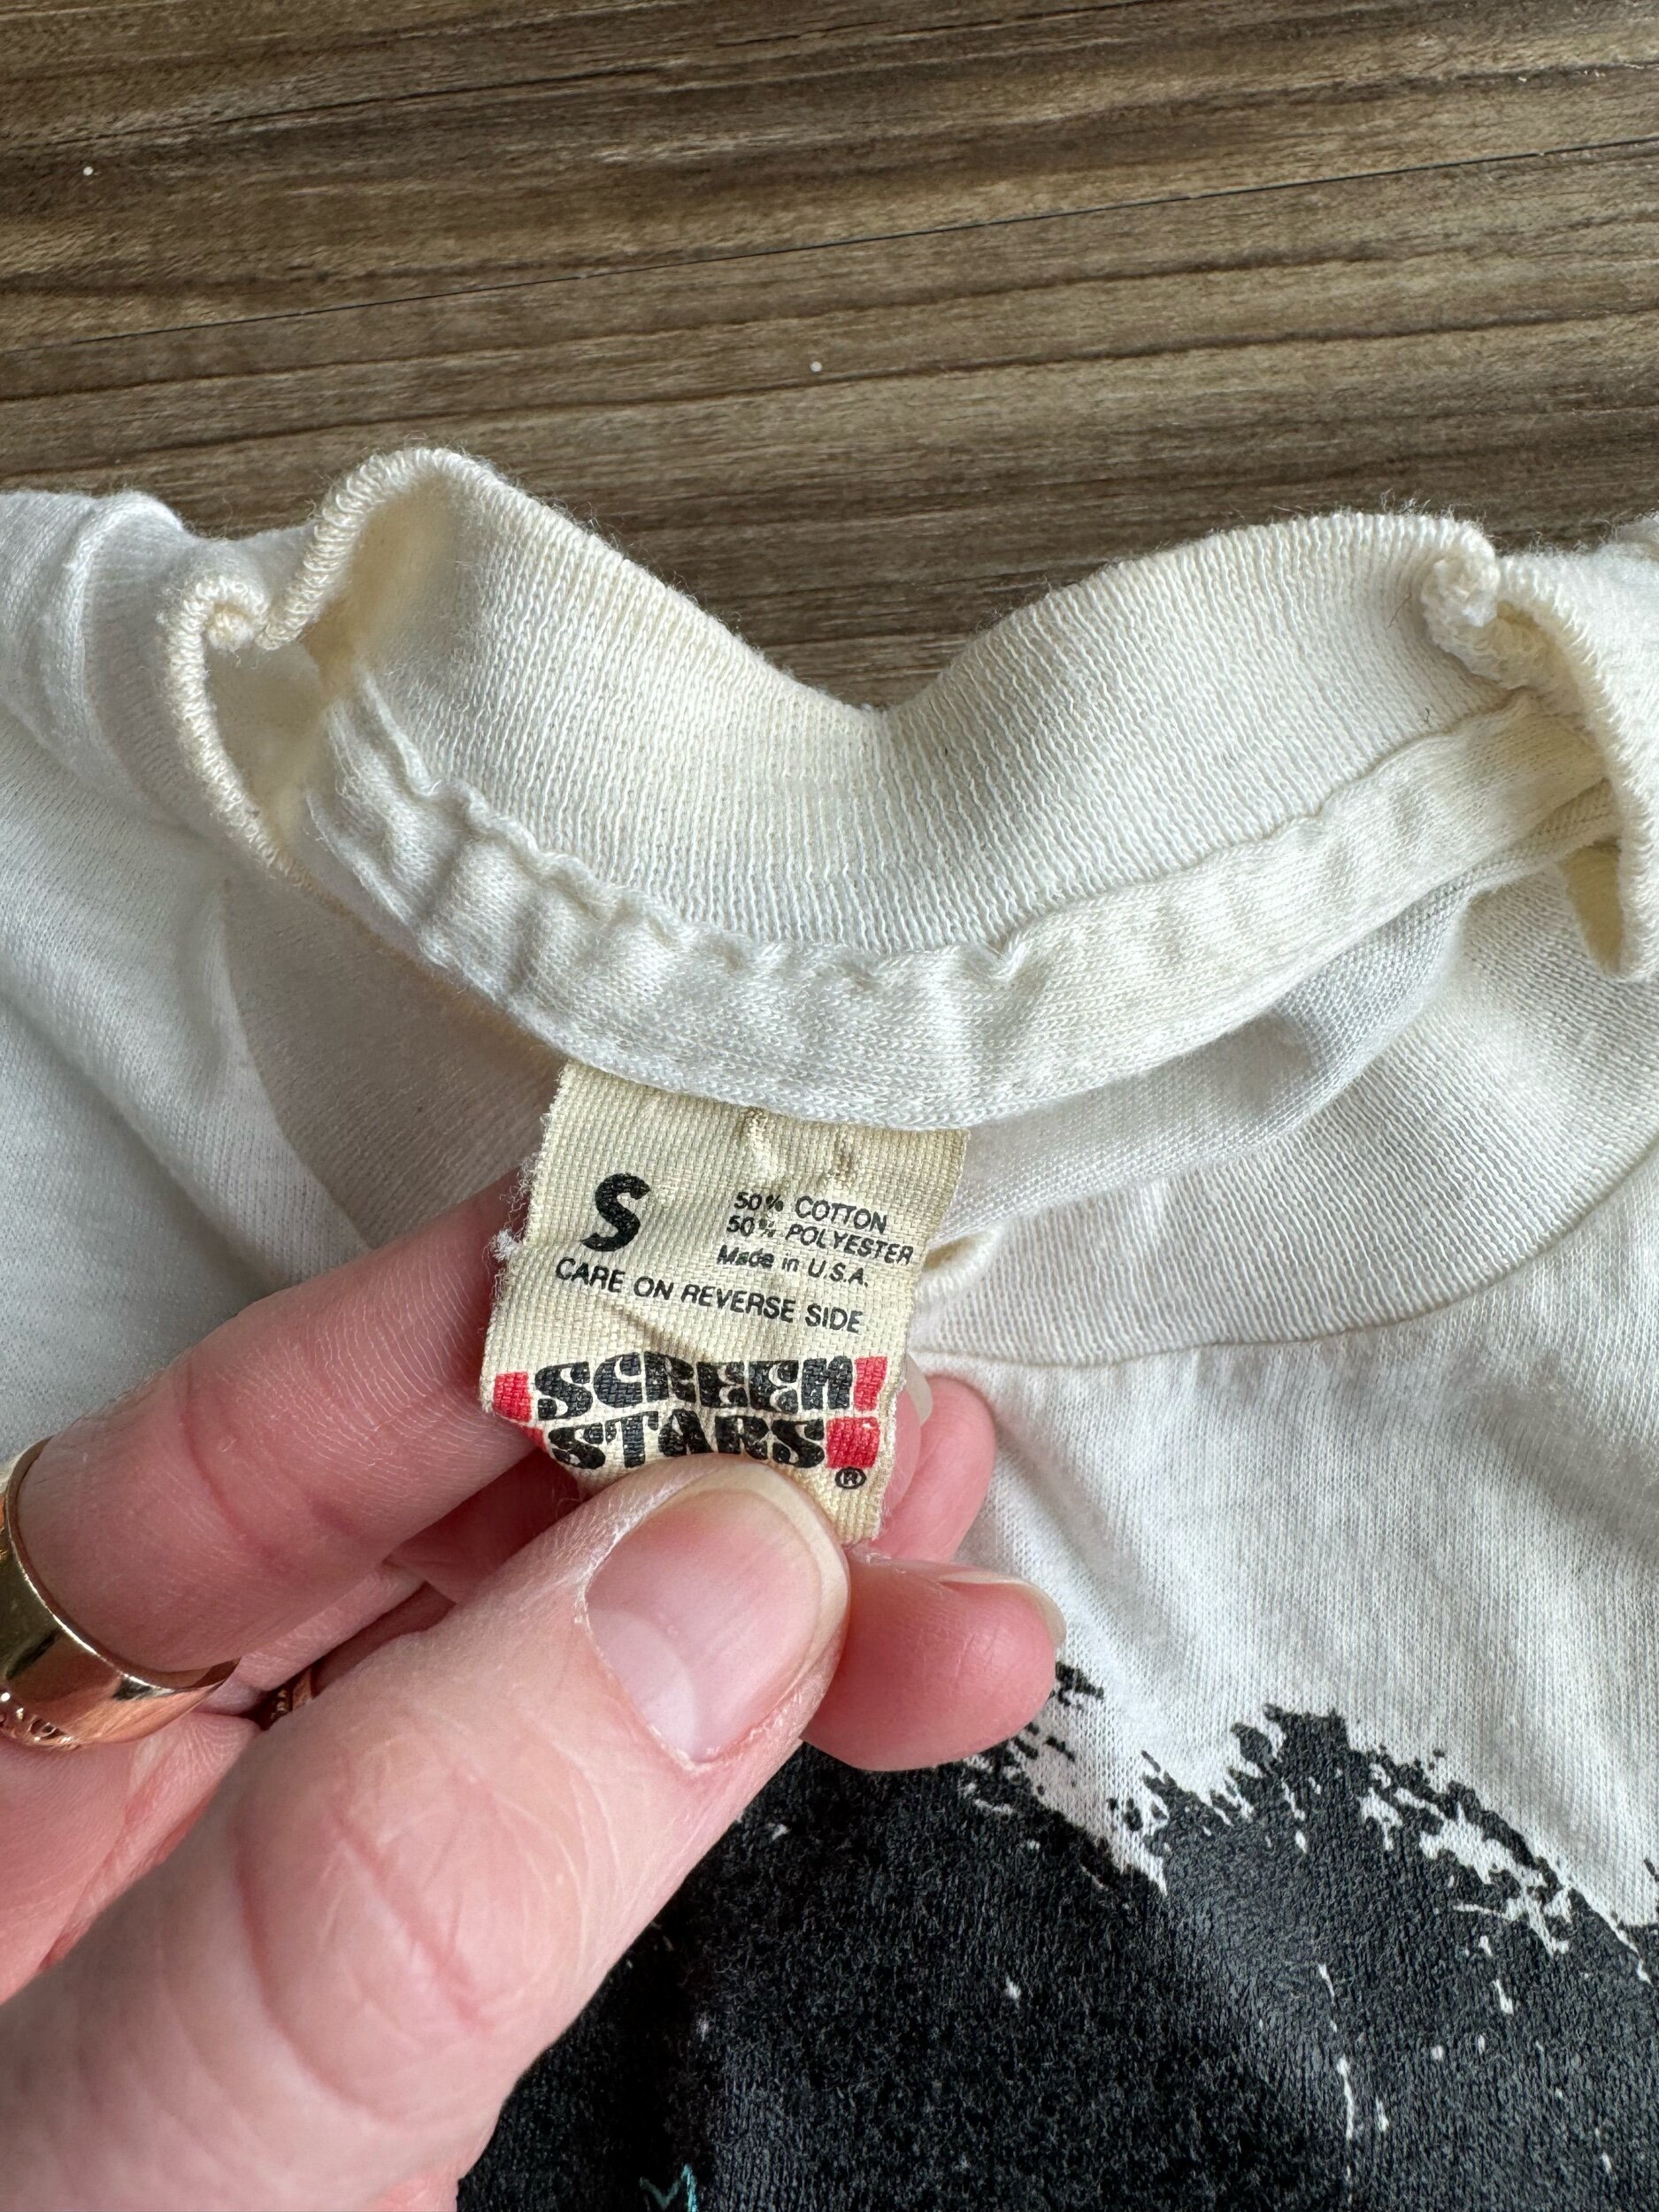 S
50% COTTON
50% POLYESTER
Made in U.S.A.
CARE ON REVERSE SIDE
SCREEN
STARS
®